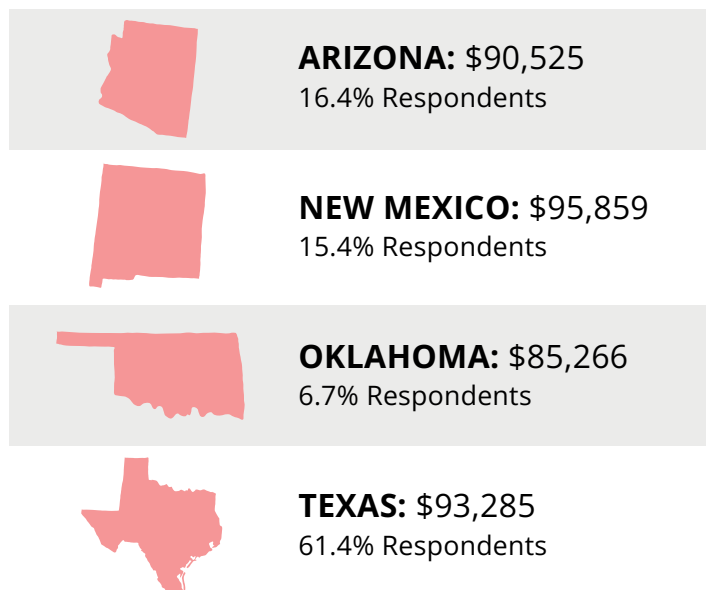 ARIZONA: $90,525
16.4% Respondents
NEW MEXICO: $95,859
15.4% Respondents
OKLAHOMA: $85,266
6.7% Respondents
TEXAS: $93,285
61.4% Respondents